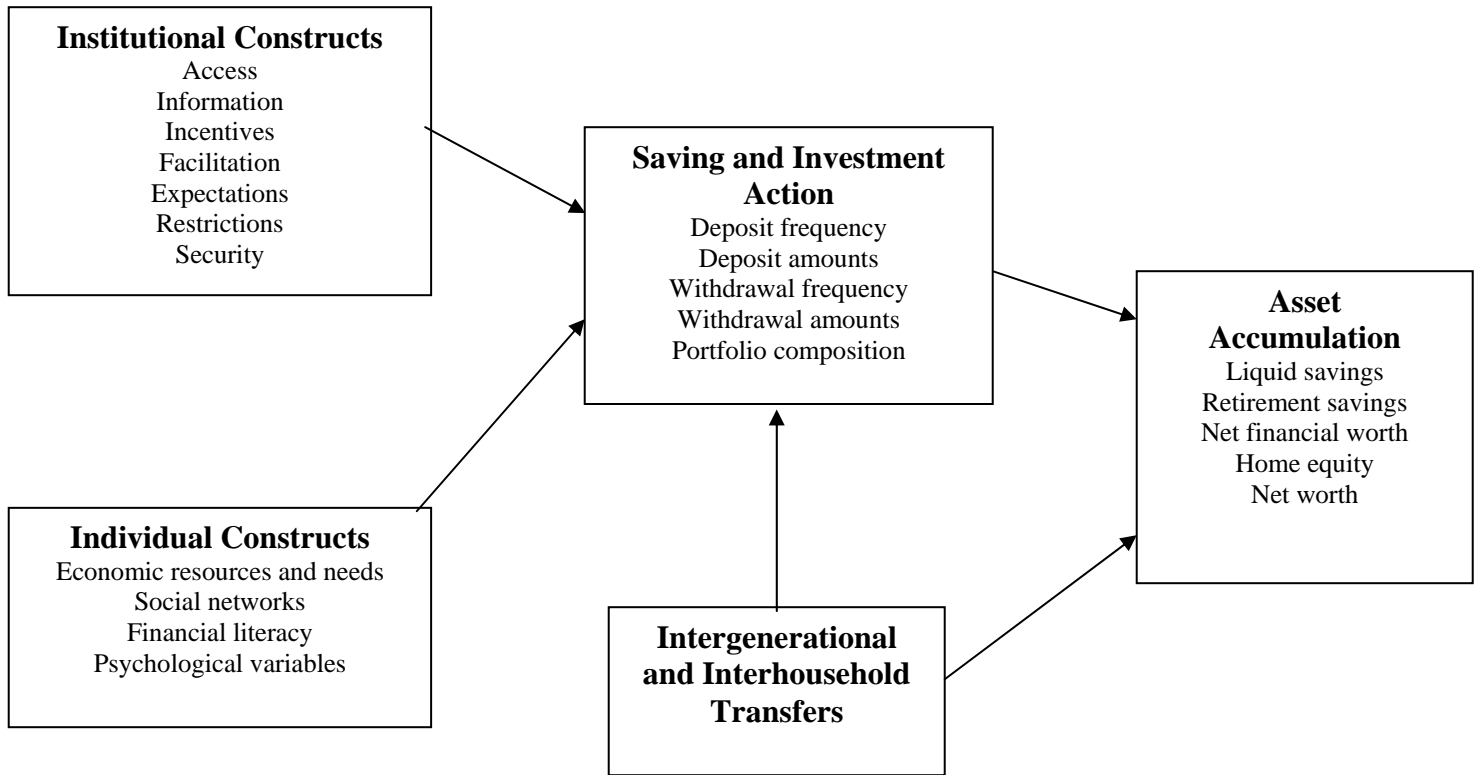 Institutional Constructs
Access
Information
Incentives
Facilitation
Expectations
Restrictions
Security
Saving and Investment
Action
Deposit frequency
Deposit amounts
Withdrawal frequency
Withdrawal amounts
Portfolio composition
Asset
Accumulation
Liquid savings
Retirement savings
Net financial worth
Home equity
Net worth
Individual Constructs
Economic resources and needs
Social networks
Financial literacy
Psychological variables
Intergenerational
and Interhousehold
Transfers